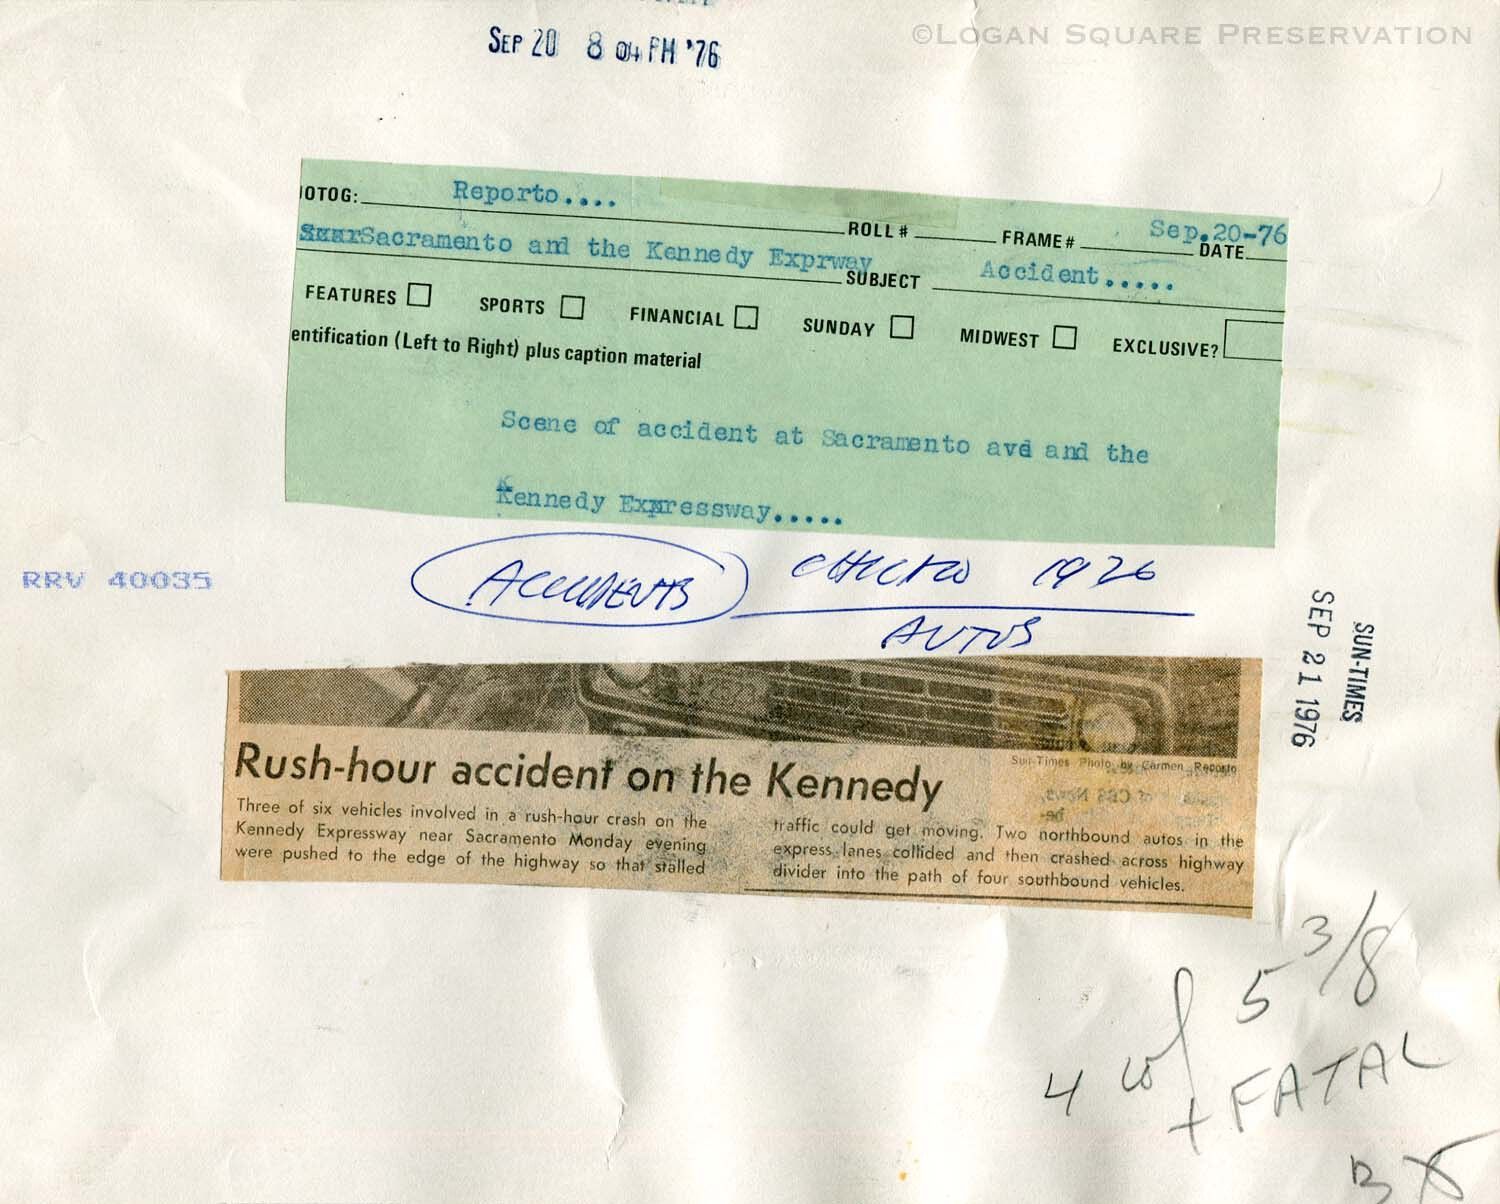 ©LOGAN SQUARE PRESERVATION
SEP 20 8 04 PM '76
OTOG: Reporto....
ROLL # FRAME# Sep.20-76 DATE
Sacramento and the Kennedy Exprway SUBJECT Accident.....
FEATURES SPORTS FINANCIAL SUNDAY MIDWEST EXCLUSIVE?
entification (Left to Right) plus caption material
Scene of accident at Sacramento ave and the
Kennedy Expressway.....
RRV 40035
ACCIDENTS 1976
AUTOS
SUN-TIMES
SEP 21 1976
Sun-Times Photo by Carmen Reporto
Rush-hour accident on the Kennedy
Three of six vehicles involved in a rush-hour crash on the
Kennedy Expressway near Sacramento Monday evening
were pushed to the edge of the highway so that stalled
traffic could get moving. Two northbound autos in the
express lanes collided and then crashed across highway
divider into the path of four southbound vehicles.
5 3/8
4
+ FATAL